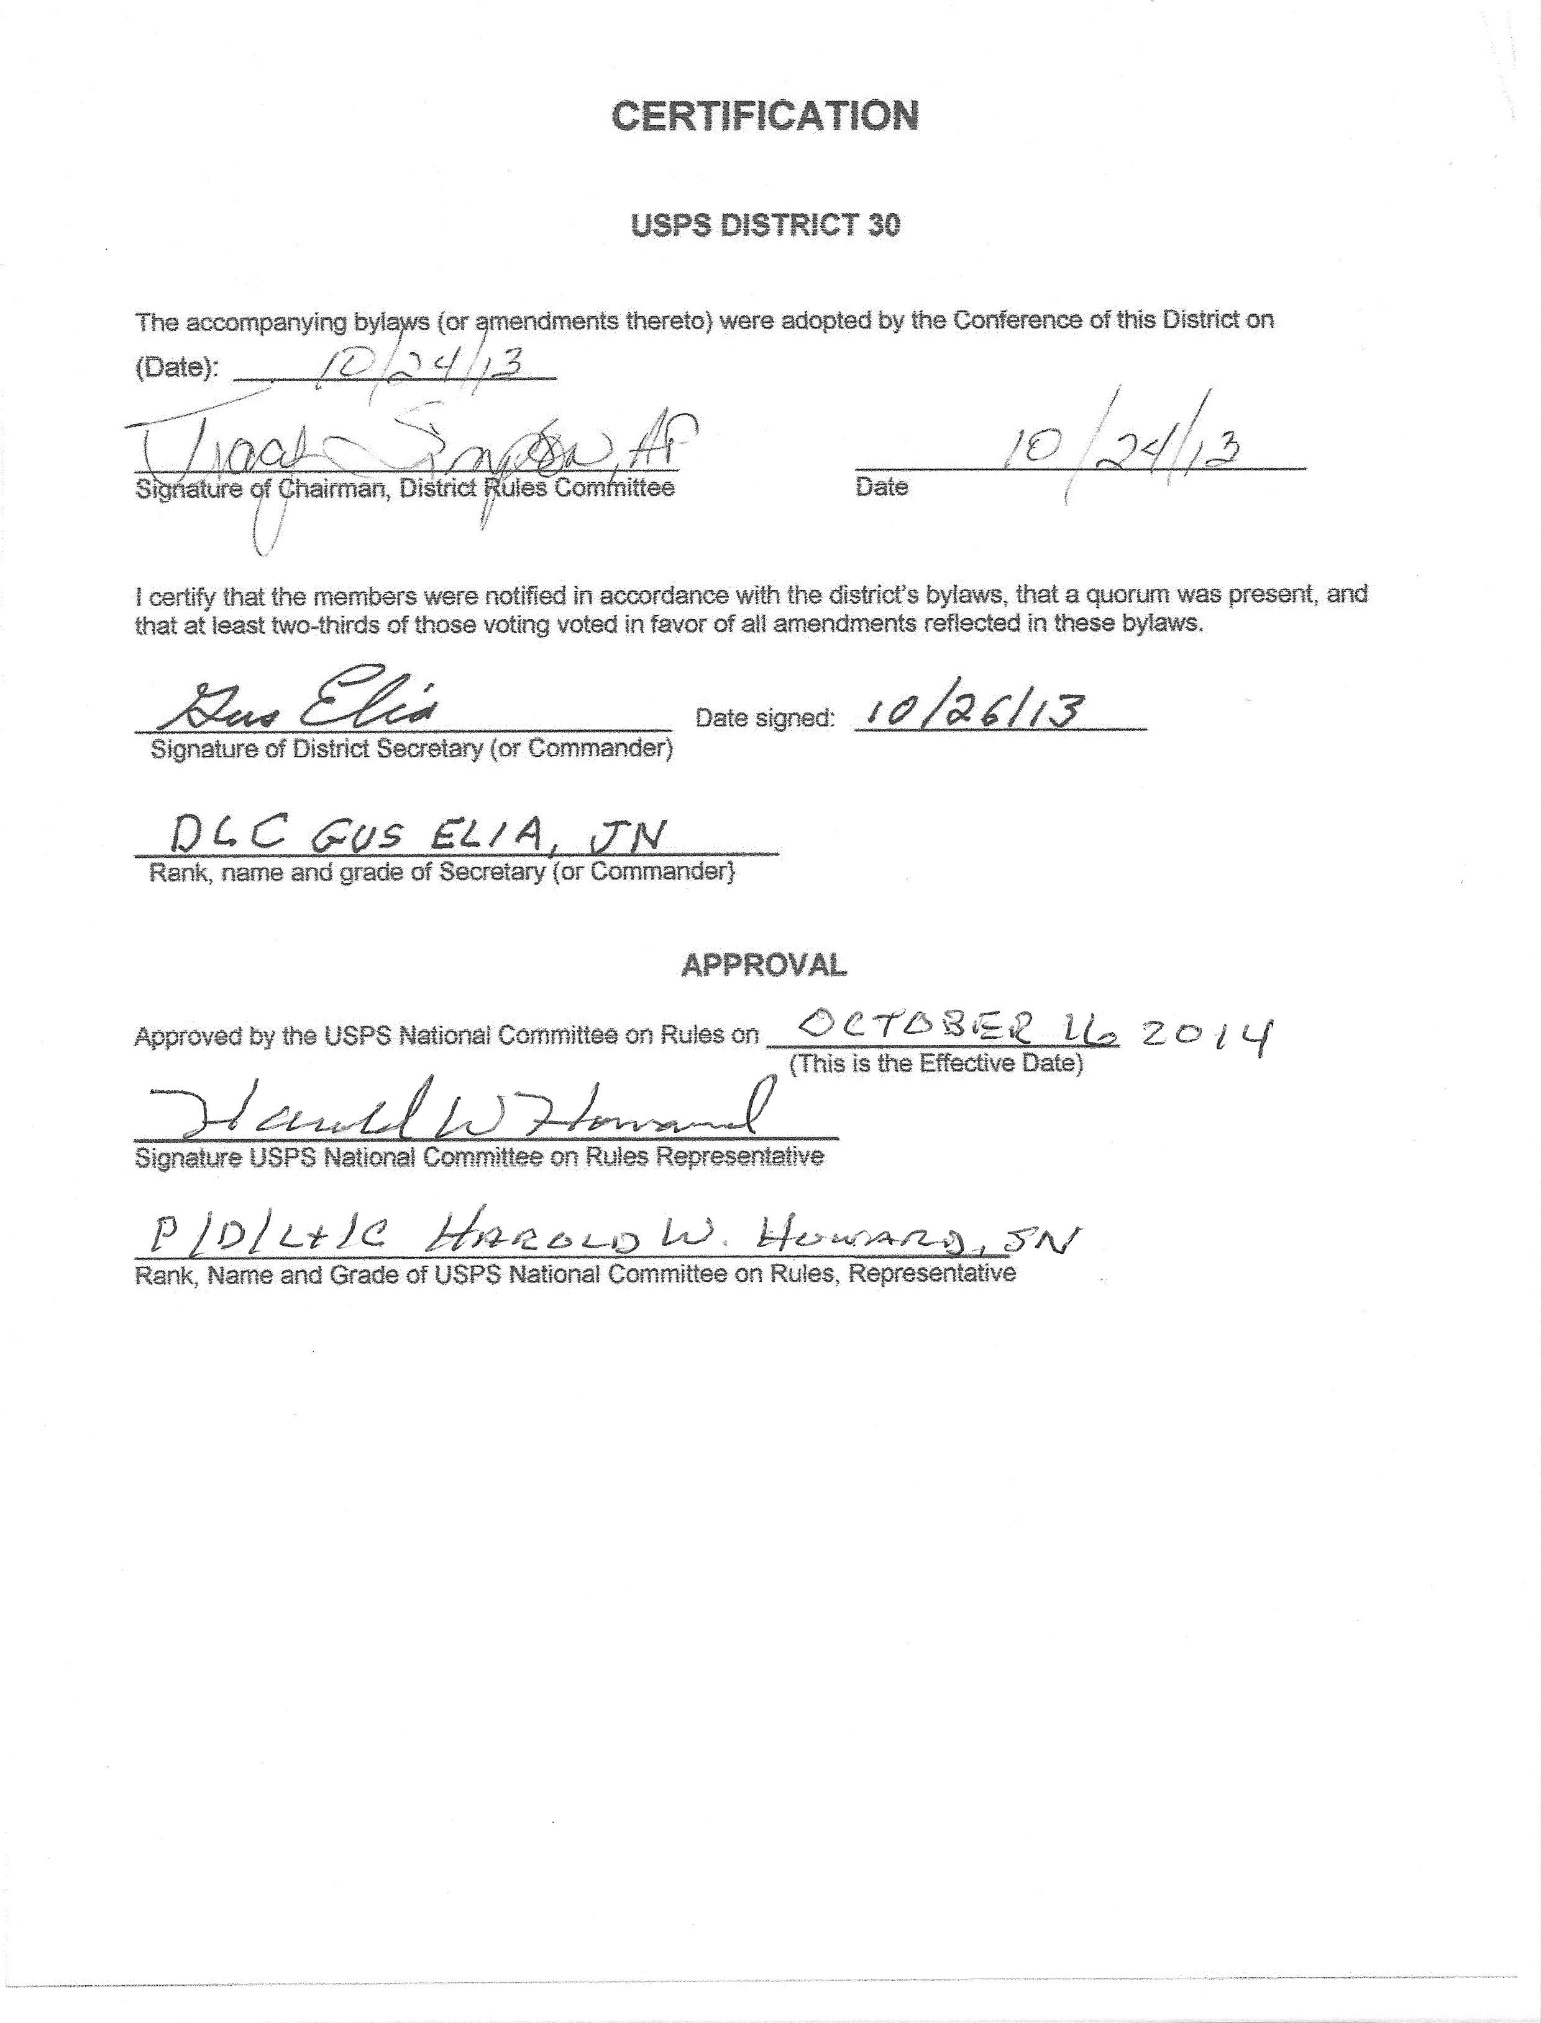 CERTIFICATION
USPS DISTRICT 30
The accompanying bylaws (or amendments thereto) were adopted by the Conference of this District on
(Date): 10/24/13
Simpson, AP 10/24/13
Signature of Chairman, District Rules Committee Date
I certify that the members were notified in accordance with the district's bylaws, that a quorum was present, and
that at least two-thirds of those voting voted in favor of all amendments reflected in these bylaws.
Gus Elia Date signed: 10/26/13
Signature of District Secretary (or Commander)
DLC GUS ELIA, JN
Rank, name and grade of Secretary (or Commander}
APPROVAL
Approved by the USPS National Committee on Rules on OCTOBER 16 2014
(This is the Effective Date)
Harold W Howard
Signature USPS National Committee on Rules Representative
P/D/Lt/C HAROLD W. HOWARD, JN
Rank, Name and Grade of USPS National Committee on Rules, Representative